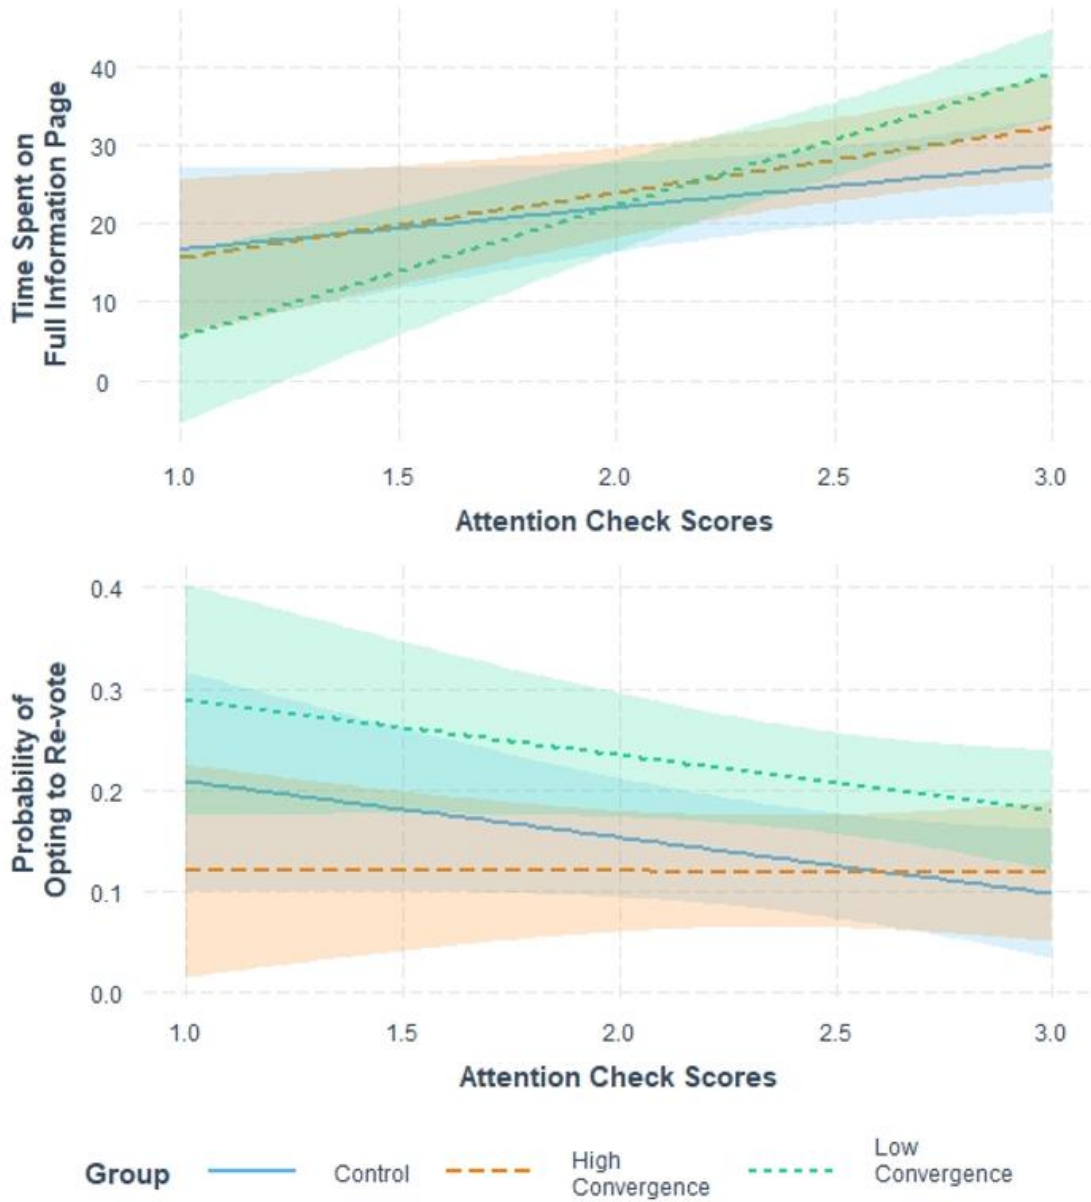 Time Spent on
Full Information Page
40
30
20
10
0
1.0 1.5 2.0 2.5 3.0
Attention Check Scores
Probability of
Opting to Re-vote
0.4
0.3
0.2
0.1
0.0
1.0 1.5 2.0 2.5 3.0
Attention Check Scores
Group
Control
High
Convergence
Low
Convergence